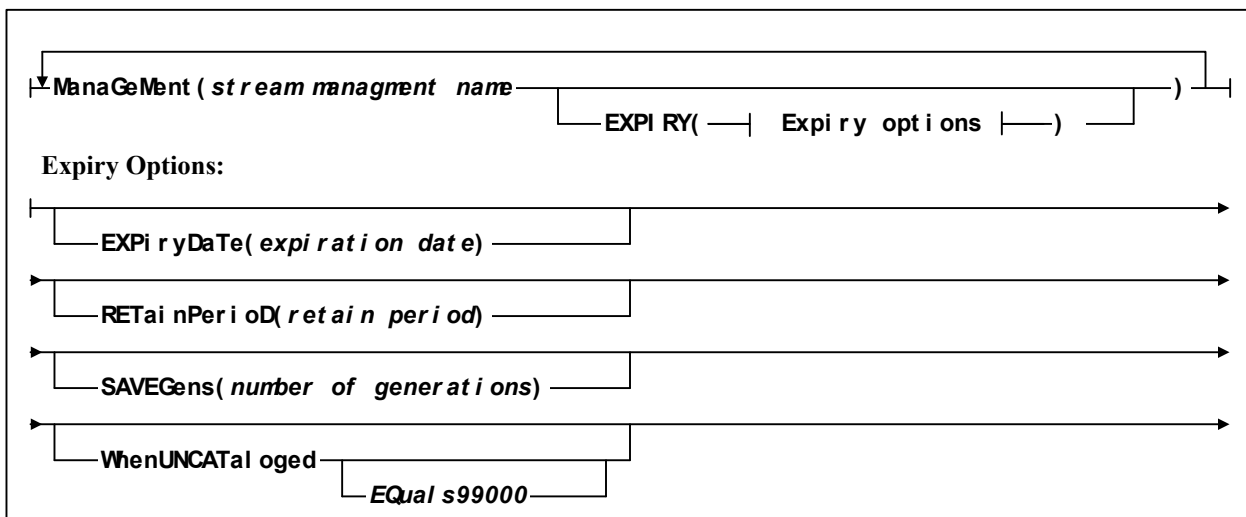 ManaGeMent ( stream managment name )
EXPIRY( Expiry options )
Expiry Options:
EXPiryDaTe( expiration date)
RETainPerioD( retain period)
SAVEGens( number of generations)
WhenUNCATaloged
EQuals99000